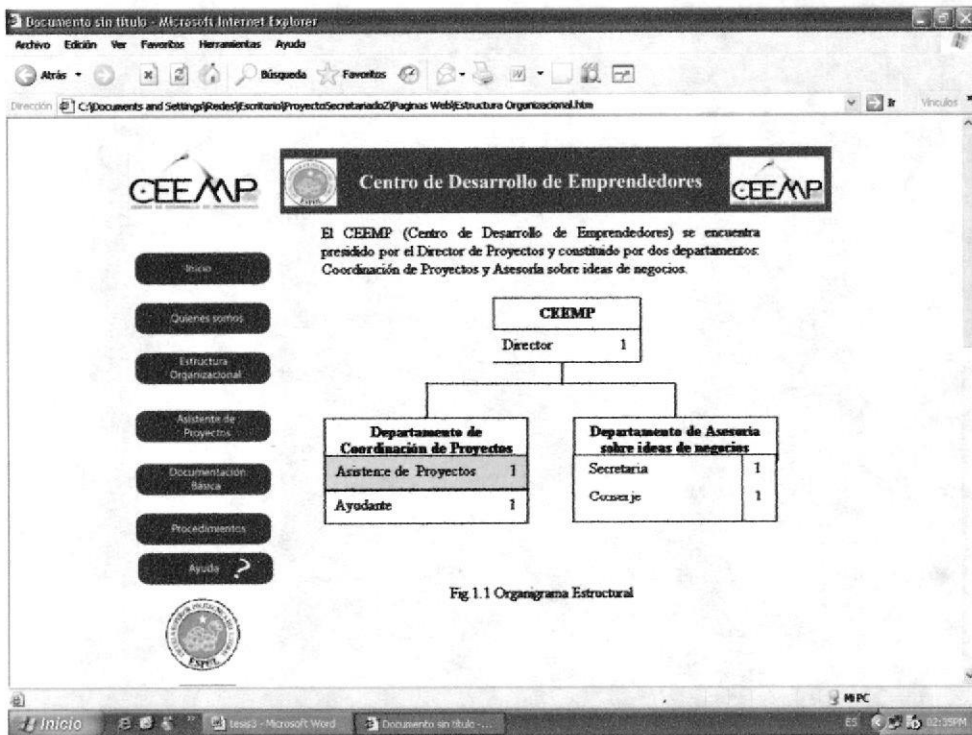 Documento sin título - Microsoft Internet Explorer
Archivo Edición Ver Favoritos Herramientas Ayuda
Atrás Búsqueda Favoritos
Dirección C:\Documents and Settings\Redes\Escritorio\ProyectoSecretariado2\Paginas Web\Estructura Organizacional.htm Ir Vínculos
CEEMP
Centro de Desarrollo de Emprendedores
CEEMP
El CEEMP (Centro de Desarrollo de Emprendedores) se encuentra
presidido por el Director de Proyectos y constituido por dos departamentos:
Coordinación de Proyectos y Asesoría sobre ideas de negocios.
Inicio
Quienes somos
Estructura
Organizacional
Asistente de
Proyectos
Documentación
Básica
Procedimientos
Ayuda ?
ESPOL
CEEMP
Director 1
Departamento de
Coordinación de Proyectos
Asistente de Proyectos 1
Ayudante 1
Departamento de Asesoria
sobre ideas de negocios
Secretaria 1
Conserje 1
Fig 1.1 Organigrama Estructural
Mi PC
Inicio tesis3 - Microsoft Word Documento sin título -... ES 02:35PM